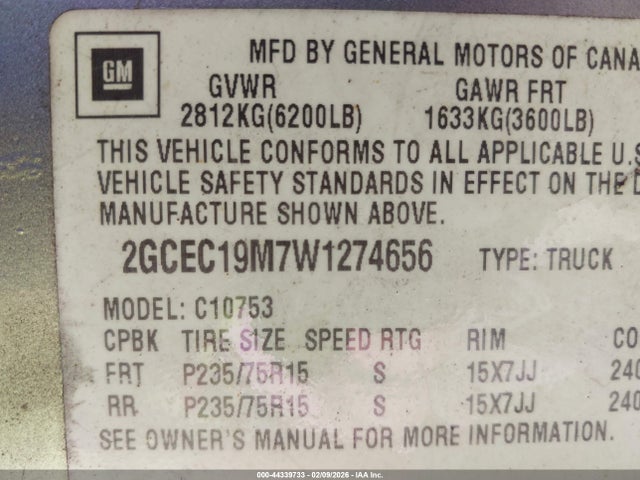 GM
MFD BY GENERAL MOTORS OF CANA
GVWR GAWR FRT
2812KG(6200LB) 1633KG(3600LB)
THIS VEHICLE CONFORMS TO ALL APPLICABLE U.S
VEHICLE SAFETY STANDARDS IN EFFECT ON THE D
MANUFACTURE SHOWN ABOVE.
2GCEC19M7W1274656 TYPE: TRUCK
MODEL: C10753
CPBK TIRE SIZE SPEED RTG RIM CO
FRT P235/75R15 S 15X7JJ 240
RR P235/75R15 S 15X7JJ 240
SEE OWNER'S MANUAL FOR MORE INFORMATION.
000-44339733 - 02/09/2026 - IAA Inc.